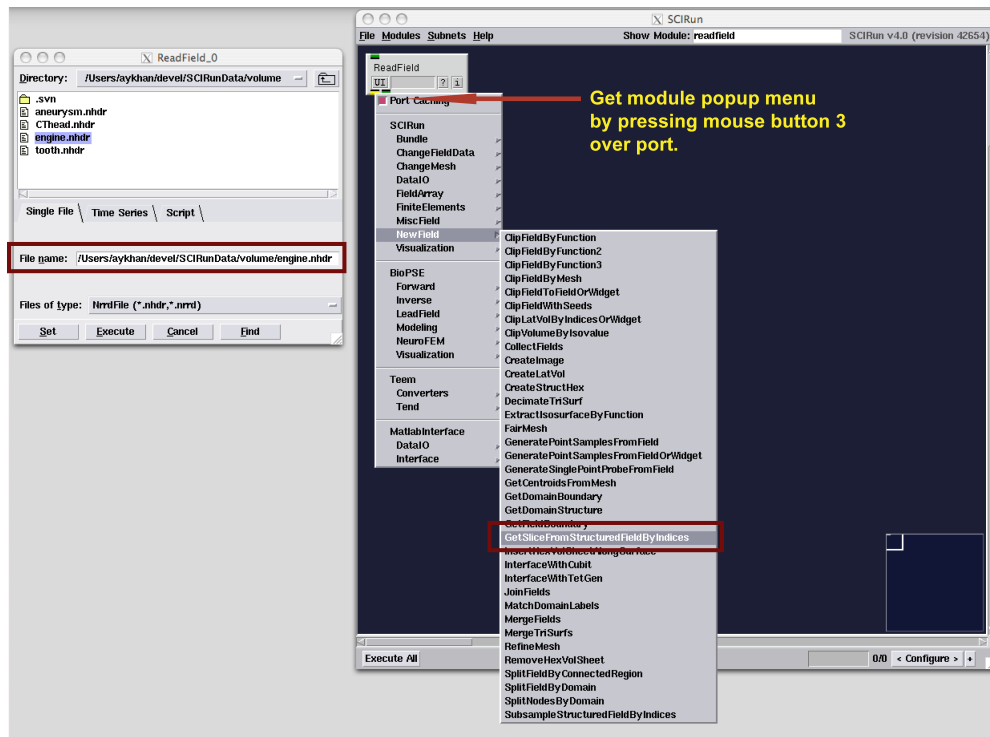 ReadField_0
Directory: /Users/aykhan/devel/SCIRunData/volume
.svn
aneurysm.nhdr
CThead.nhdr
engine.nhdr
tooth.nhdr
Single File Time Series Script
File name: /Users/aykhan/devel/SCIRunData/volume/engine.nhdr
Files of type: NrrdFile (*.nhdr,*.nrrd)
Set Execute Cancel Find
SCIRun
File Modules Subnets Help Show Module: readfield SCIRun v4.0 (revision 42654)
ReadField
UI ? i
Port Caching
Get module popup menu
by pressing mouse button 3
over port.
SCIRun
Bundle
ChangeFieldData
ChangeMesh
DataIO
FieldArray
FiniteElements
MiscField
NewField
Visualization
BioPSE
Forward
Inverse
LeadField
Modeling
NeuroFEM
Visualization
Teem
Converters
Tend
MatlabInterface
DataIO
Interface
ClipFieldByFunction
ClipFieldByFunction2
ClipFieldByFunction3
ClipFieldByMesh
ClipFieldToFieldOrWidget
ClipFieldWithSeeds
ClipLatVolByIndicesOrWidget
ClipVolumeByIsovalue
CollectFields
CreateImage
CreateLatVol
CreateStructHex
DecimateTriSurf
ExtractIsosurfaceByFunction
FairMesh
GeneratePointSamplesFromField
GeneratePointSamplesFromFieldOrWidget
GenerateSinglePointProbeFromField
GetCentroidsFromMesh
GetDomainBoundary
GetDomainStructure
GetFieldBoundary
GetSliceFromStructuredFieldByIndices
InsertHexVolSheetAlongSurface
InterfaceWithCubit
InterfaceWithTetGen
JoinFields
MatchDomainLabels
MergeFields
MergeTriSurfs
RefineMesh
RemoveHexVolSheet
SplitFieldByConnectedRegion
SplitFieldByDomain
SplitNodesByDomain
SubsampleStructuredFieldByIndices
Execute All 0/0 < Configure > +